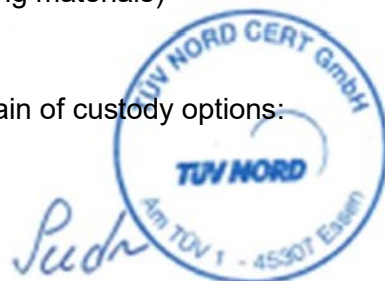 ng materials)
ain of custody options:
TÜV NORD CERT GmbH
TÜV NORD
Am TÜV 1 - 45307 Essen